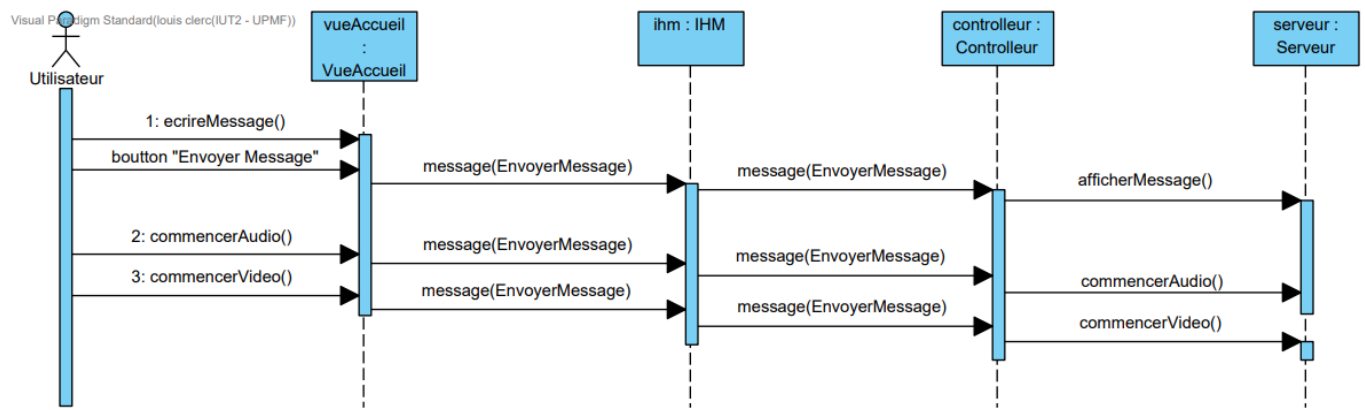 Visual Paradigm Standard(louis clerc(IUT2 - UPMF))
Utilisateur
vueAccueil
:
VueAccueil
ihm : IHM
controlleur :
Controlleur
serveur :
Serveur
1: ecrireMessage()
boutton "Envoyer Message"
message(EnvoyerMessage)
message(EnvoyerMessage)
afficherMessage()
2: commencerAudio()
message(EnvoyerMessage)
message(EnvoyerMessage)
commencerAudio()
3: commencerVideo()
message(EnvoyerMessage)
message(EnvoyerMessage)
commencerVideo()